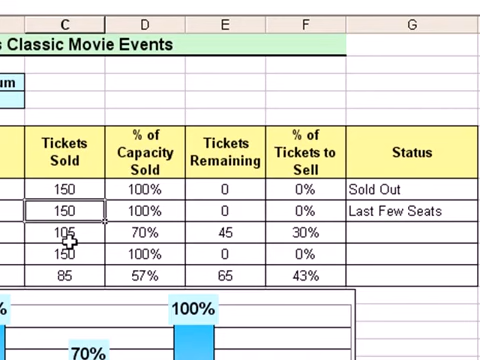 C D E F G
s Classic Movie Events
um
Tickets Sold % of Capacity Sold Tickets Remaining % of Tickets to Sell Status
150 100% 0 0% Sold Out
150 100% 0 0% Last Few Seats
105 70% 45 30%
150 100% 0 0%
85 57% 65 43%
% 100%
70%